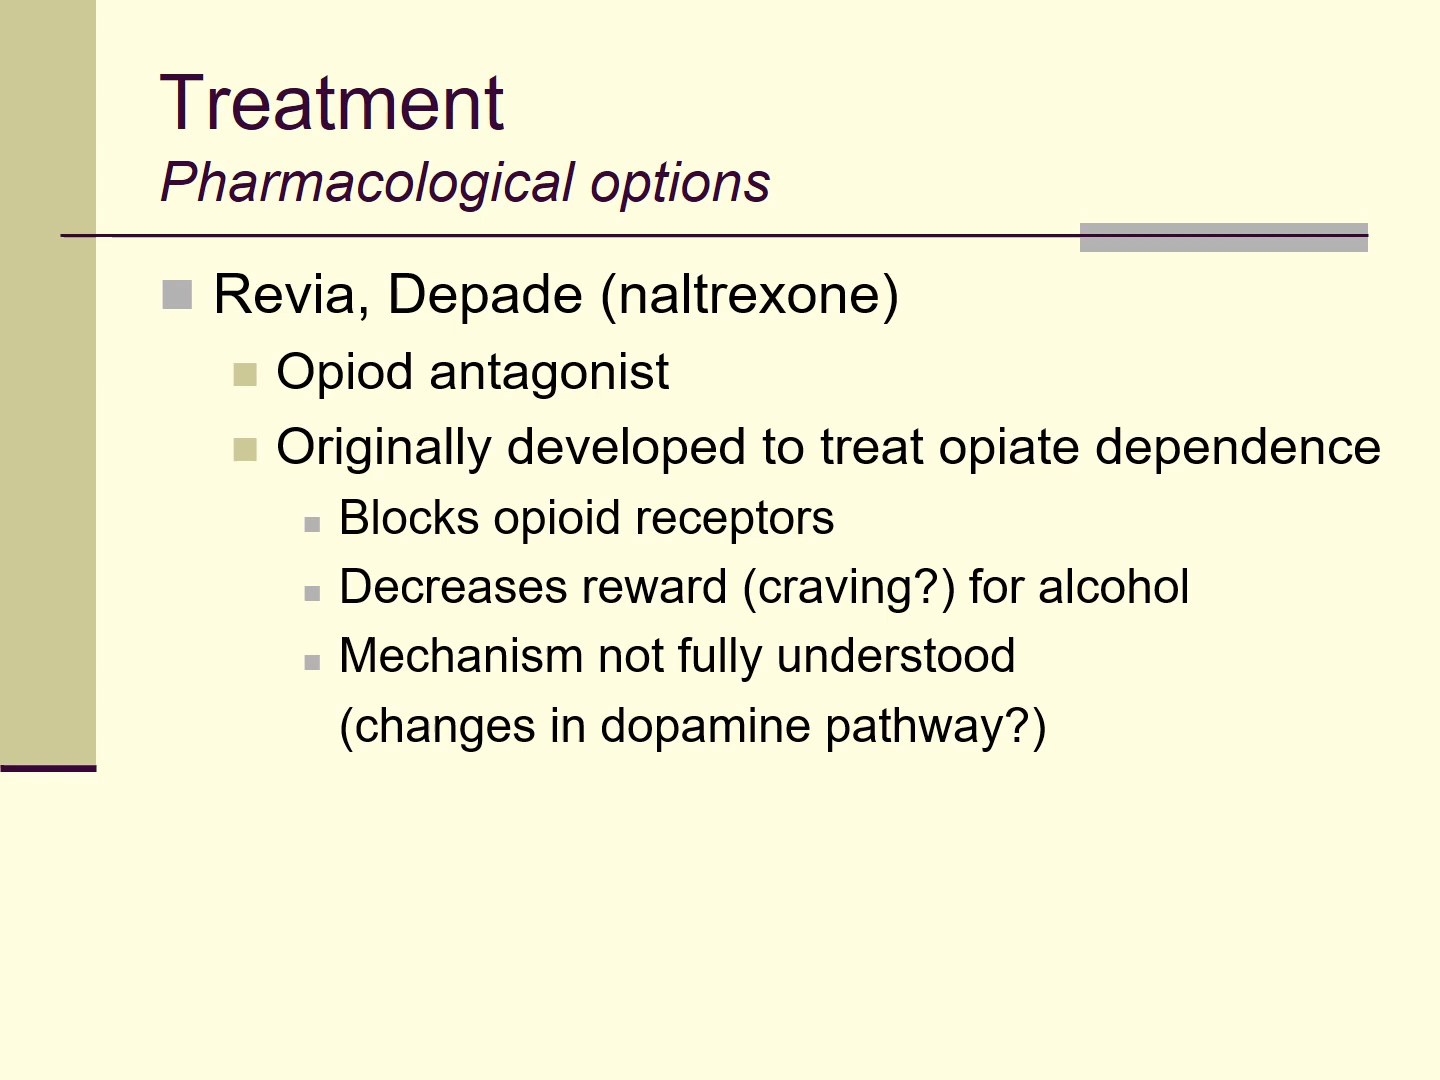 Treatment
Pharmacological options
Revia, Depade (naltrexone)
Opiod antagonist
Originally developed to treat opiate dependence
Blocks opioid receptors
Decreases reward (craving?) for alcohol
Mechanism not fully understood
(changes in dopamine pathway?)